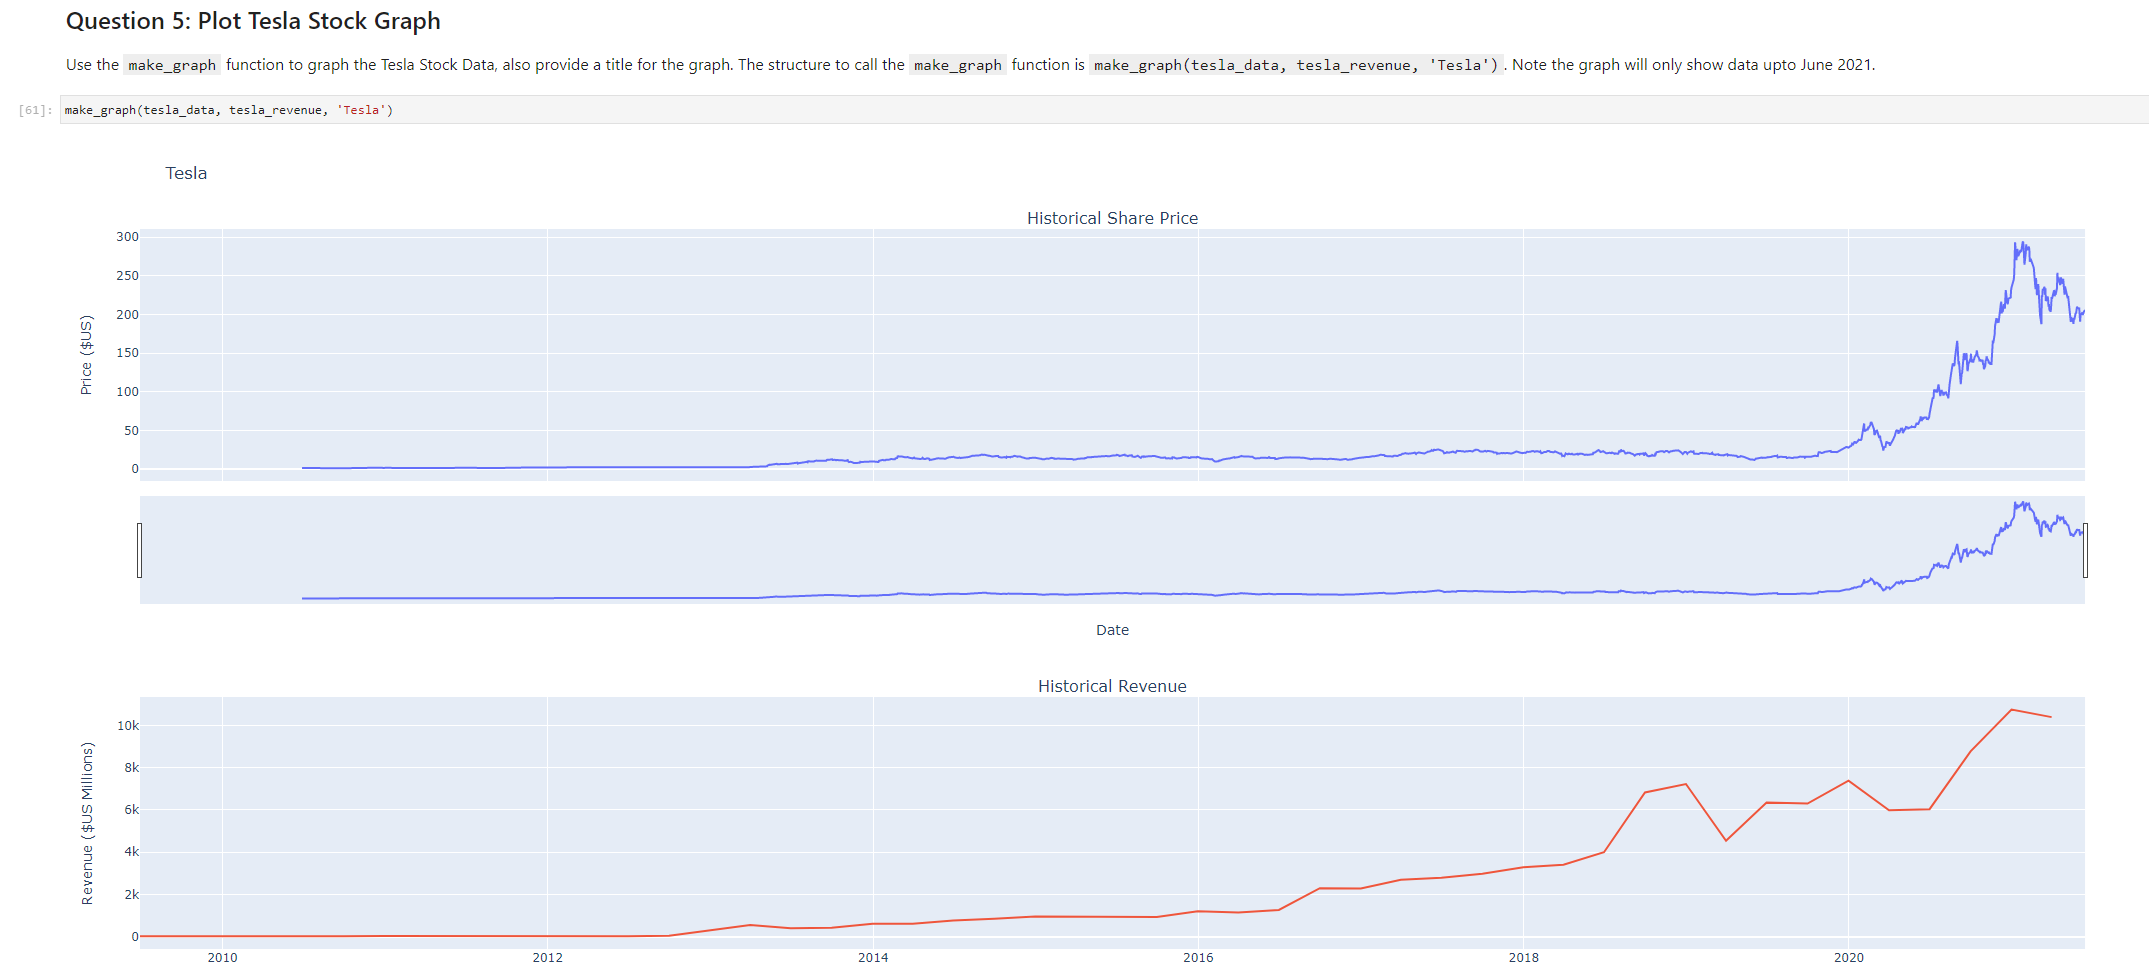 Question 5: Plot Tesla Stock Graph
Use the make_graph function to graph the Tesla Stock Data, also provide a title for the graph. The structure to call the make_graph function is make_graph(tesla_data, tesla_revenue, 'Tesla'). Note the graph will only show data upto June 2021.
[61]: make_graph(tesla_data, tesla_revenue, 'Tesla')
Tesla
Historical Share Price
300
250
200
150
100
50
0
Price ($US)
2010 2012 2014 2016 2018 2020
Date
Historical Revenue
10k
8k
6k
4k
2k
0
Revenue ($US Millions)